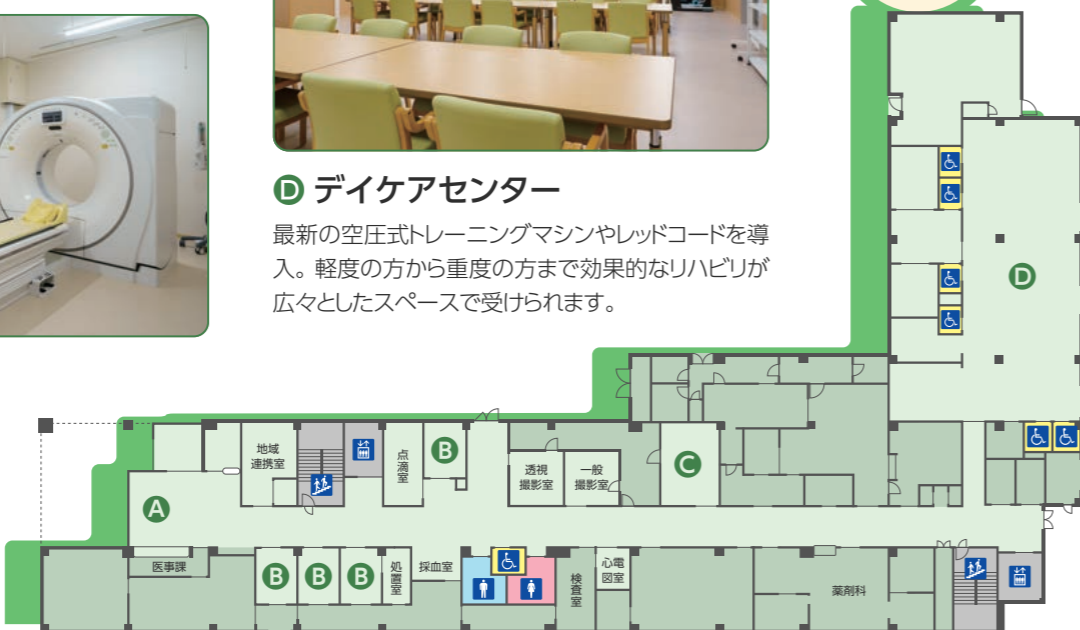 D デイケアセンター
最新の空圧式トレーニングマシンやレッドコードを導
入。軽度の方から重度の方まで効果的なリハビリが
広々としたスペースで受けられます。
D
地域
連携室
点滴室
B
透視
撮影室
一般
撮影室
C
A
医事課
B
B
B
処置室
採血室
検査室
心電
図室
薬剤科